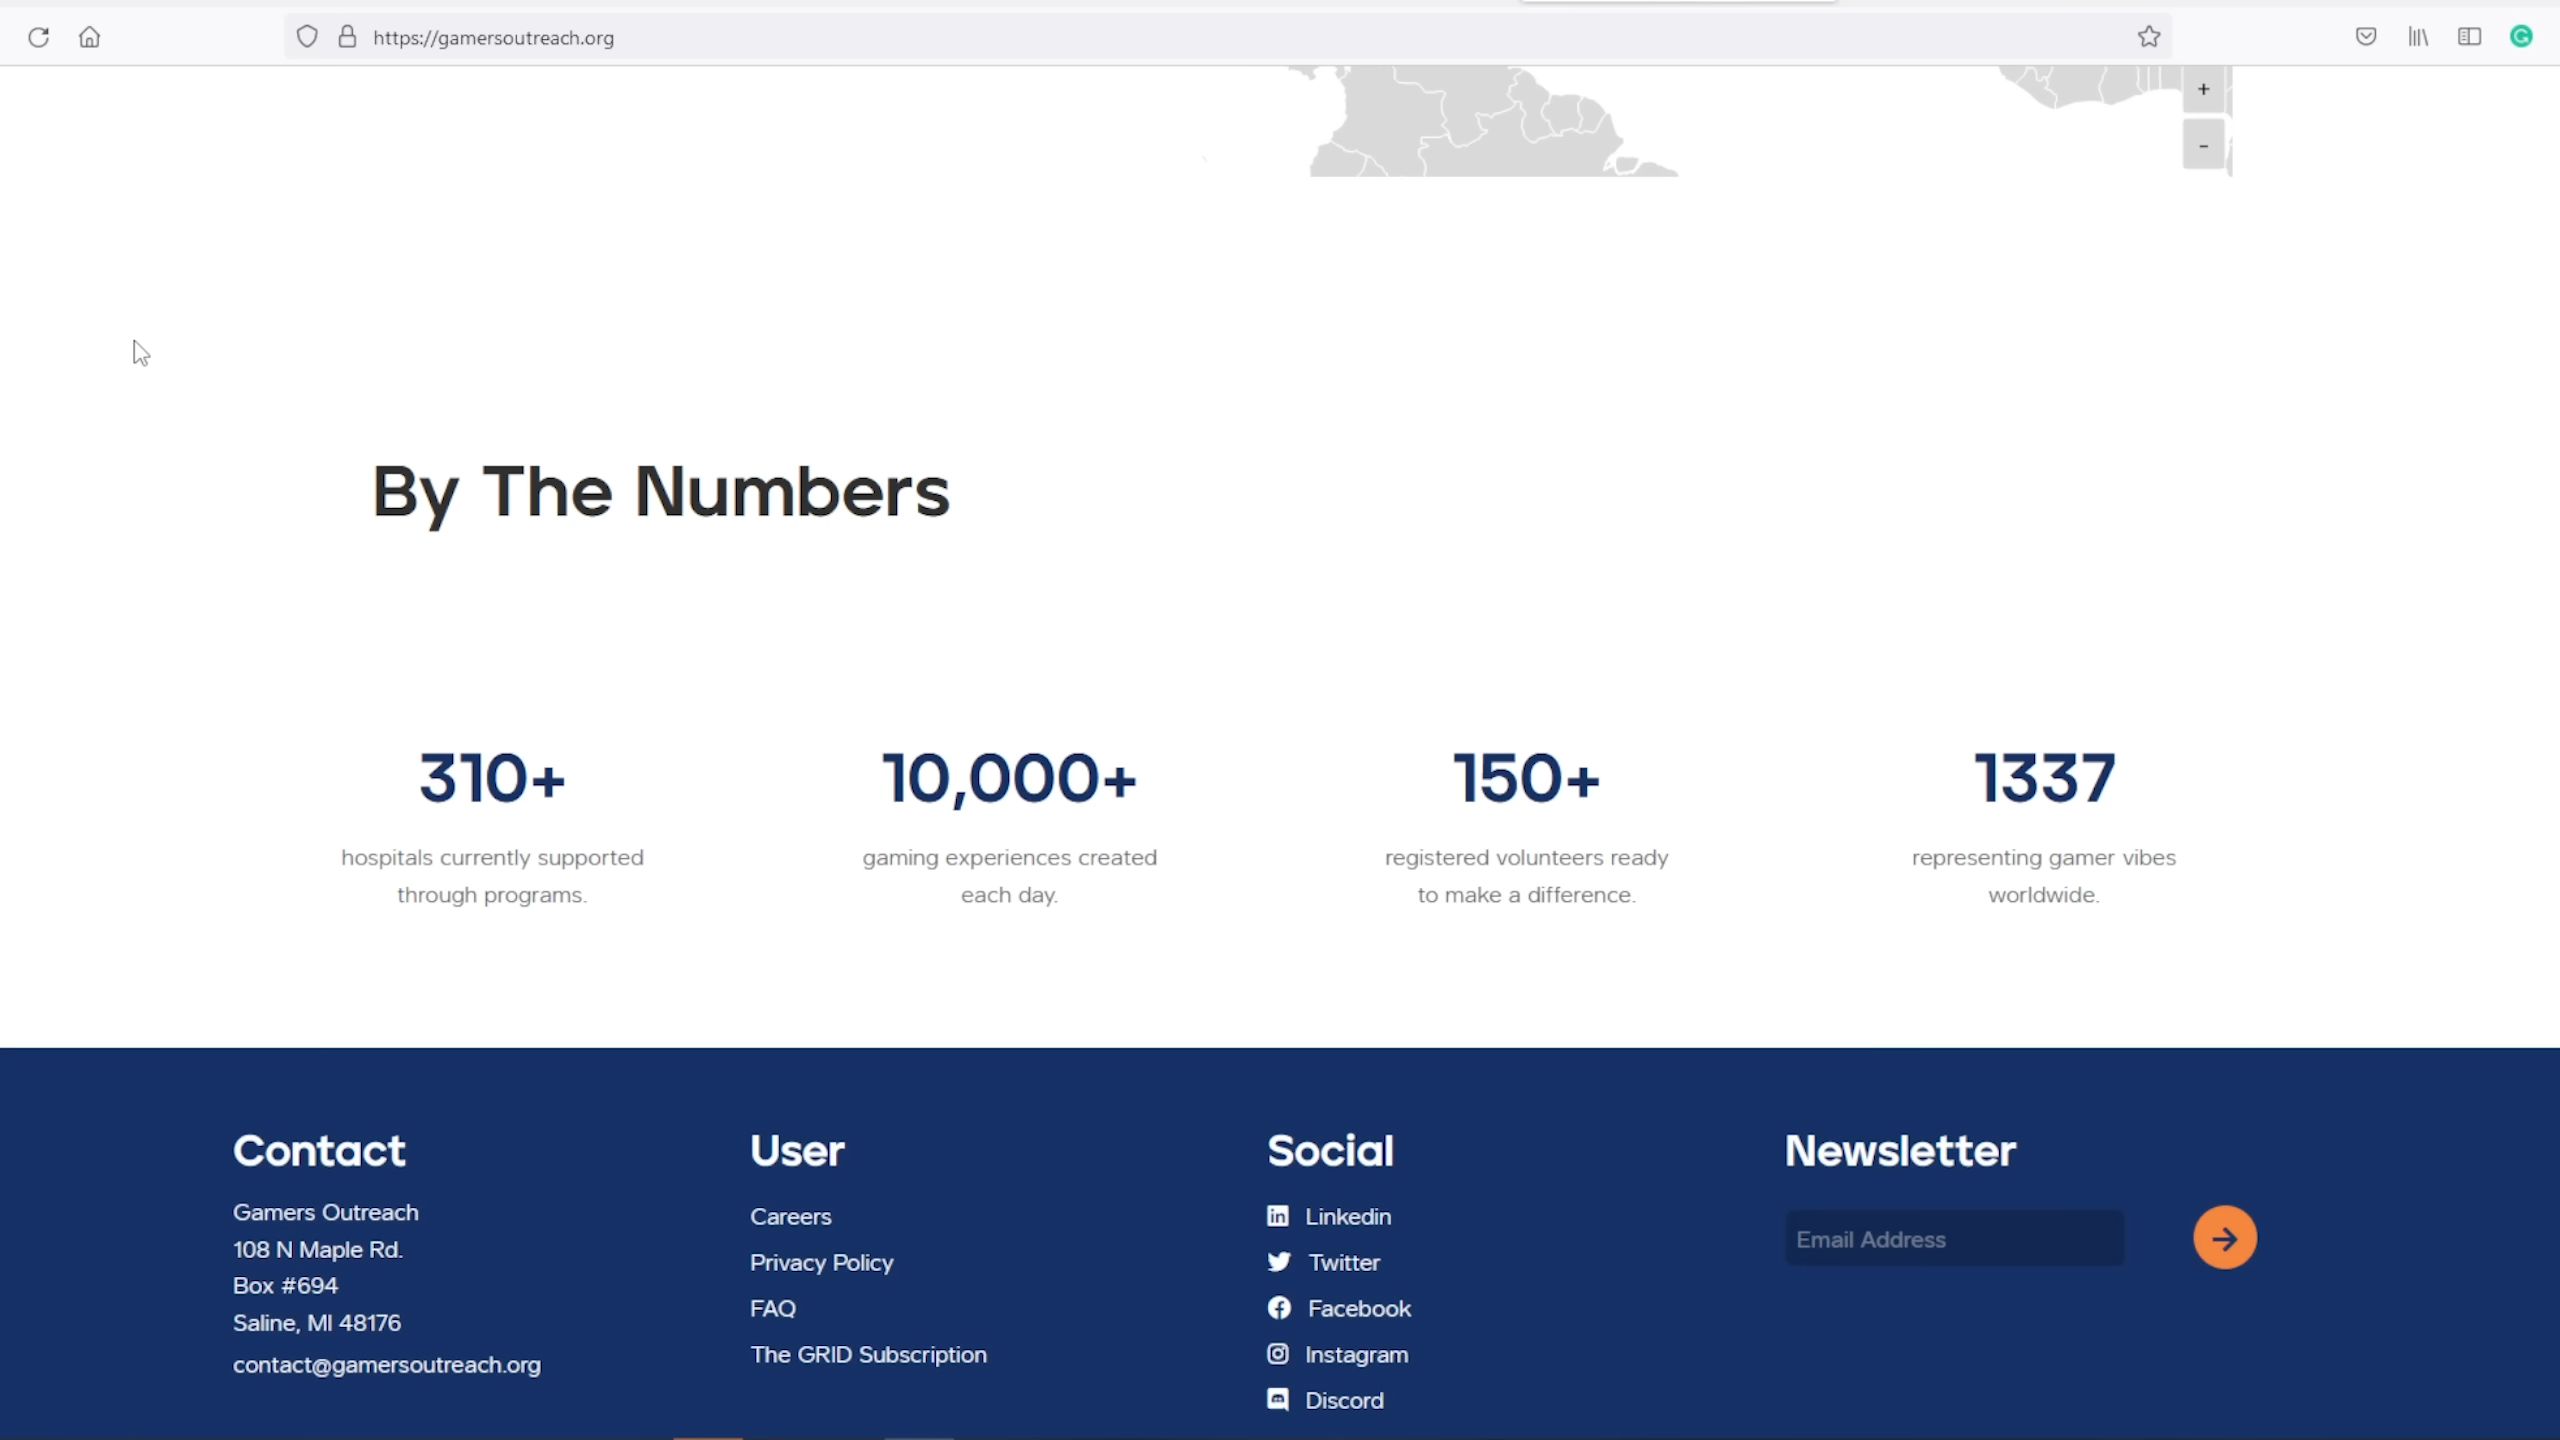 https://gamersoutreach.org
+
-
By The Numbers
310+
hospitals currently supported
through programs.
10,000+
gaming experiences created
each day.
150+
registered volunteers ready
to make a difference.
1337
representing gamer vibes
worldwide.
Contact
Gamers Outreach
108 N Maple Rd.
Box #694
Saline, MI 48176
contact@gamersoutreach.org
User
Careers
Privacy Policy
FAQ
The GRID Subscription
Social
Linkedin
Twitter
Facebook
Instagram
Discord
Newsletter
Email Address